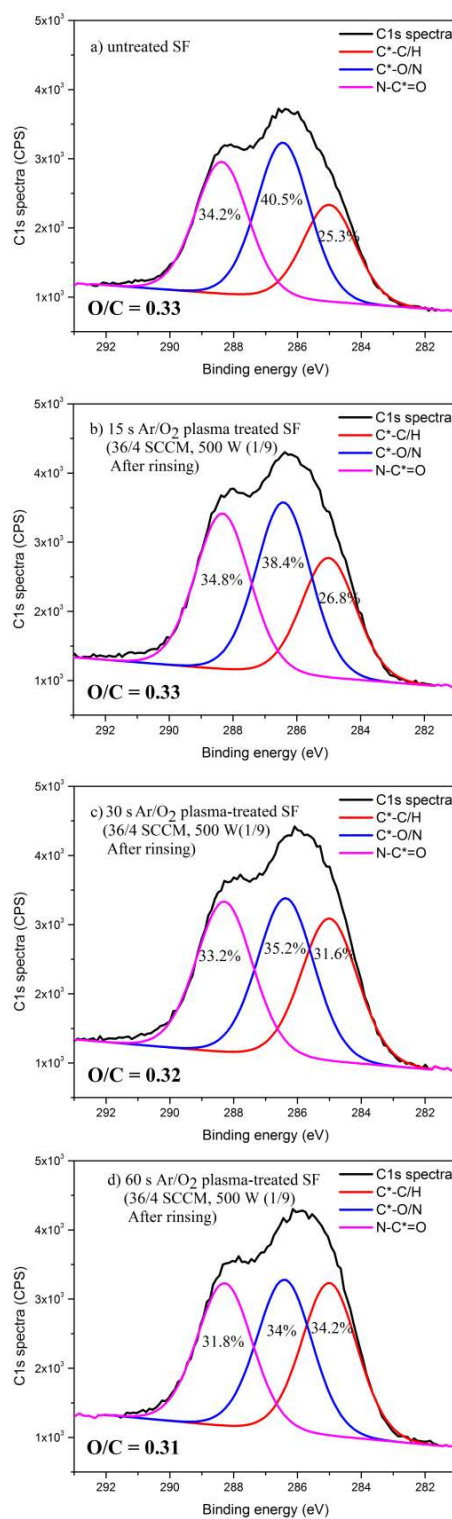 a) untreated SF
C1s spectra
C*-C/H
C*-O/N
N-C*=O
C1s spectra (CPS)
5x10³
4x10³
3x10³
2x10³
1x10³
34.2%
40.5%
25.3%
O/C = 0.33
292 290 288 286 284 282
Binding energy (eV)
b) 15 s Ar/O₂ plasma treated SF
(36/4 SCCM, 500 W (1/9)
After rinsing)
C1s spectra
C*-C/H
C*-O/N
N-C*=O
C1s spectra (CPS)
5x10³
4x10³
3x10³
2x10³
1x10³
34.8%
38.4%
26.8%
O/C = 0.33
292 290 288 286 284 282
Binding energy (eV)
c) 30 s Ar/O₂ plasma-treated SF
(36/4 SCCM, 500 W(1/9)
After rinsing)
C1s spectra
C*-C/H
C*-O/N
N-C*=O
C1s spectra (CPS)
5x10³
4x10³
3x10³
2x10³
1x10³
33.2%
35.2%
31.6%
O/C = 0.32
292 290 288 286 284 282
Binding energy (eV)
d) 60 s Ar/O₂ plasma-treated SF
(36/4 SCCM, 500 W (1/9)
After rinsing)
C1s spectra
C*-C/H
C*-O/N
N-C*=O
C1s spectra (CPS)
5x10³
4x10³
3x10³
2x10³
1x10³
31.8%
34%
34.2%
O/C = 0.31
292 290 288 286 284 282
Binding energy (eV)